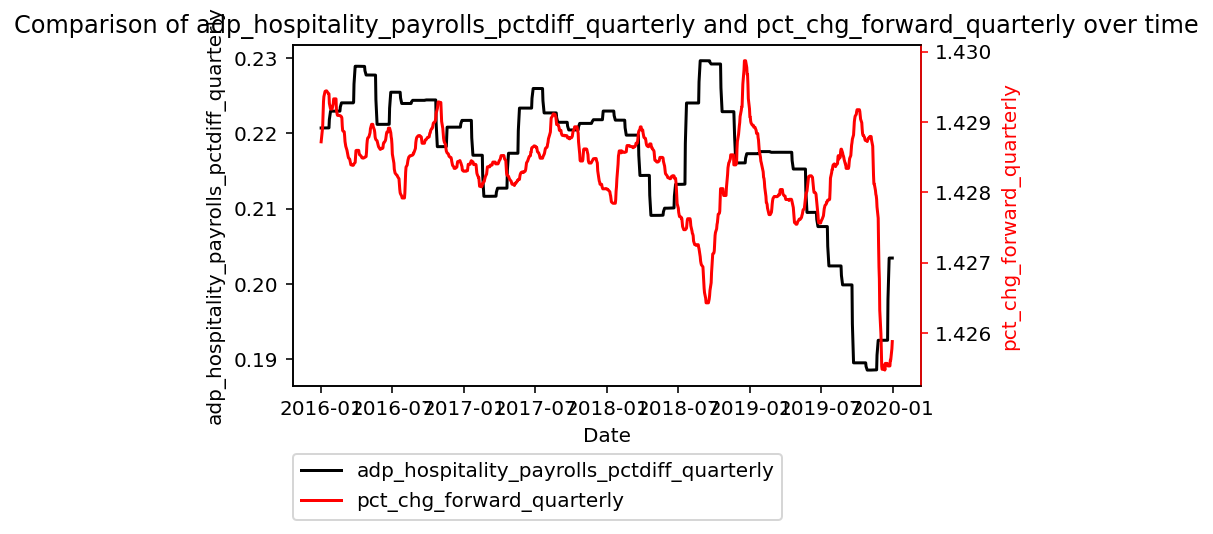 Comparison of adp_hospitality_payrolls_pctdiff_quarterly and pct_chg_forward_quarterly over time
adp_hospitality_payrolls_pctdiff_quarterly
0.23
0.22
0.21
0.20
0.19
1.430
1.429
1.428
1.427
1.426
pct_chg_forward_quarterly
2016-01 2016-07 2017-01 2017-07 2018-01 2018-07 2019-01 2019-07 2020-01
Date
adp_hospitality_payrolls_pctdiff_quarterly
pct_chg_forward_quarterly